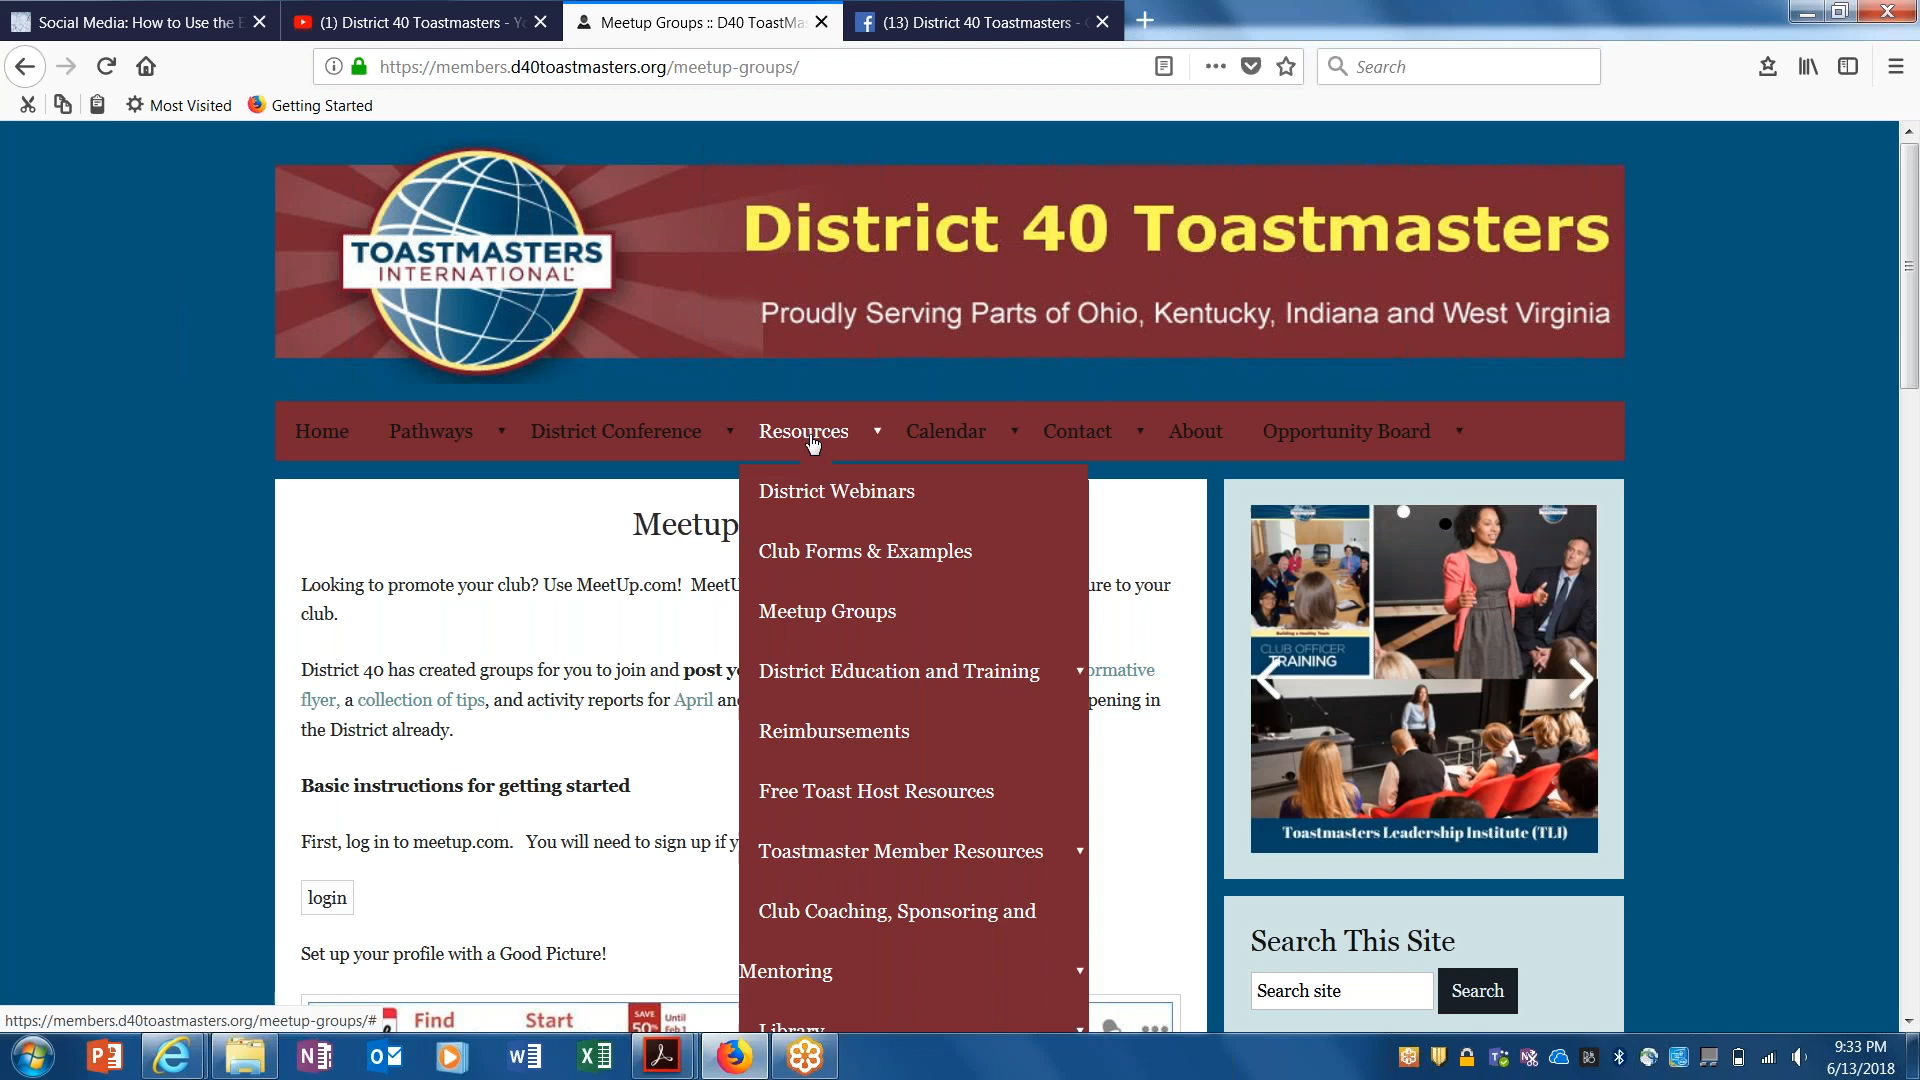 Social Media: How to Use the E
(1) District 40 Toastmasters - Yo
Meetup Groups :: D40 ToastMas
(13) District 40 Toastmasters -
https://members.d40toastmasters.org/meetup-groups/
Search
Most Visited
Getting Started
TOASTMASTERS
INTERNATIONAL
District 40 Toastmasters
Proudly Serving Parts of Ohio, Kentucky, Indiana and West Virginia
Home Pathways District Conference Resources Calendar Contact About Opportunity Board
District Webinars
Club Forms & Examples
Meetup Groups
District Education and Training
Reimbursements
Free Toast Host Resources
Toastmaster Member Resources
Club Coaching, Sponsoring and
Mentoring
Library
Meetup
Looking to promote your club? Use MeetUp.com! MeetU ure to your
club.
District 40 has created groups for you to join and post y ormative
flyer, a collection of tips, and activity reports for April an pening in
the District already.
Basic instructions for getting started
First, log in to meetup.com. You will need to sign up if y
login
Set up your profile with a Good Picture!
Find Start SAVE 50% Until Feb 1
Building a Healthy Team
CLUB OFFICER
TRAINING
Toastmasters Leadership Institute (TLI)
Search This Site
Search site
Search
https://members.d40toastmasters.org/meetup-groups/#
9:33 PM
6/13/2018